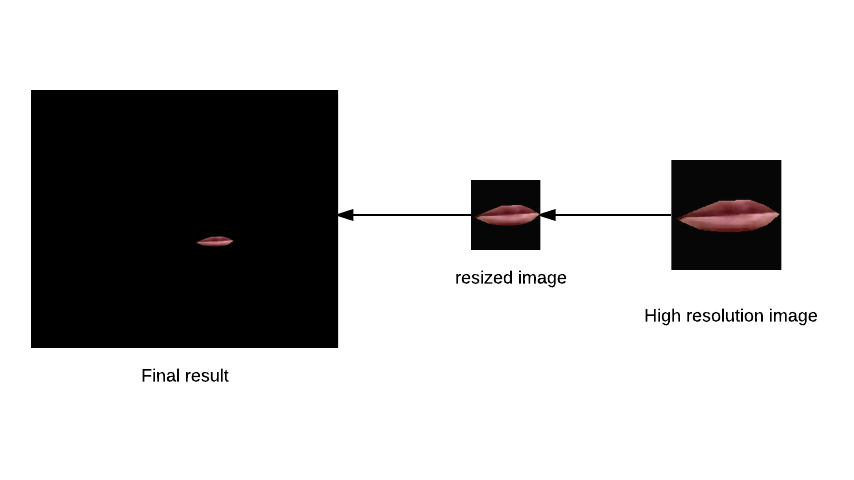 resized image
High resolution image
Final result